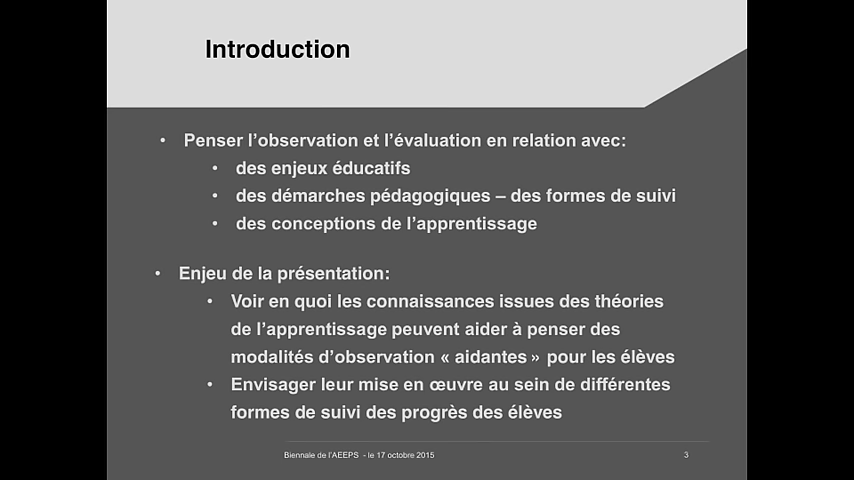 Introduction
• Penser l’observation et l’évaluation en relation avec:
• des enjeux éducatifs
• des démarches pédagogiques – des formes de suivi
• des conceptions de l’apprentissage
• Enjeu de la présentation:
• Voir en quoi les connaissances issues des théories
de l’apprentissage peuvent aider à penser des
modalités d’observation « aidantes » pour les élèves
• Envisager leur mise en œuvre au sein de différentes
formes de suivi des progrès des élèves
Biennale de l’AEEPS - le 17 octobre 2015
3